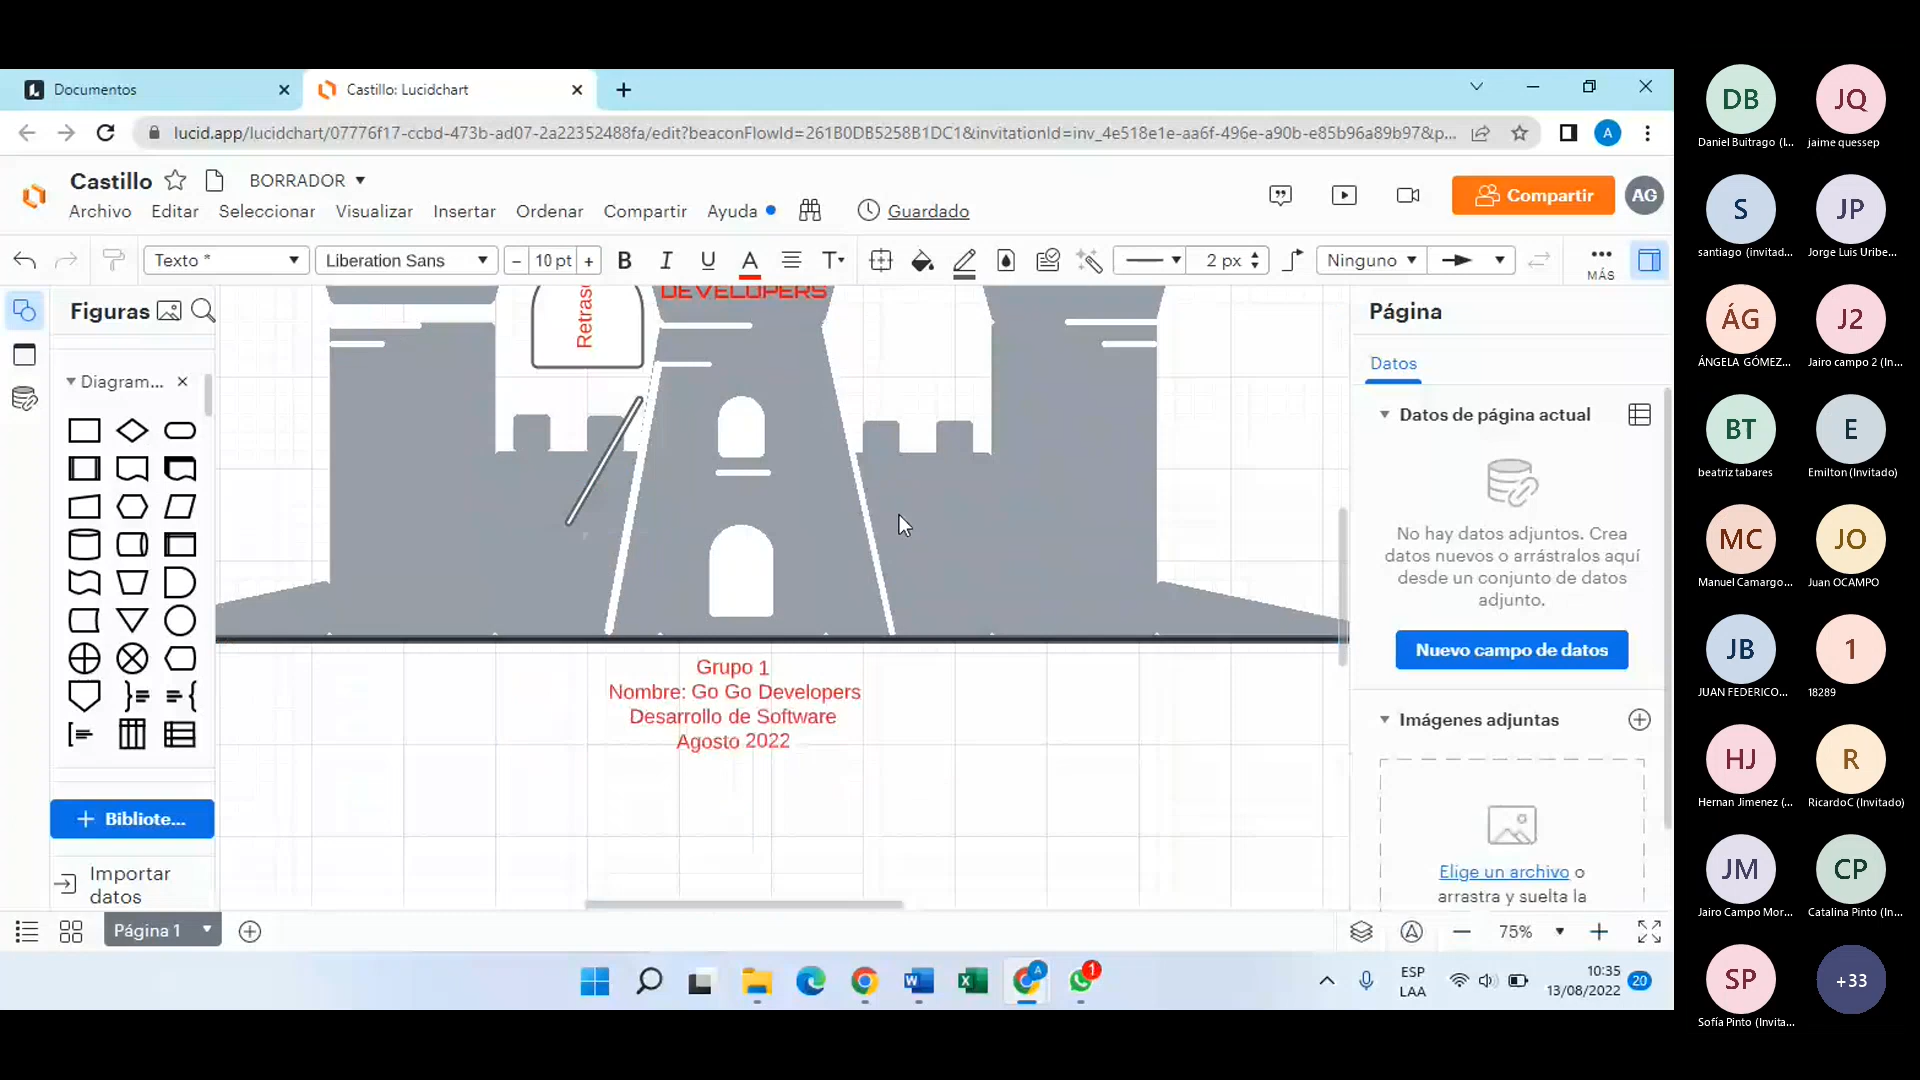 Documentos
Castillo: Lucidchart
lucid.app/lucidchart/07776f17-ccbd-473b-ad07-2a22352488fa/edit?beaconFlowId=261B0DB5258B1DC1&invitationId=inv_4e518e1e-aa6f-496e-a90b-e85b96a89b97&p...
A
Castillo
BORRADOR
Archivo Editar Seleccionar Visualizar Insertar Ordenar Compartir Ayuda
Guardado
Compartir
AG
Texto *
Liberation Sans
10 pt
2 px
Ninguno
MÁS
Figuras
Diagram...
Bibliote...
Importar
datos
Retraso
DEVELOPERS
Grupo 1
Nombre: Go Go Developers
Desarrollo de Software
Agosto 2022
Página
Datos
Datos de página actual
No hay datos adjuntos. Crea
datos nuevos o arrástralos aquí
desde un conjunto de datos
adjunto.
Nuevo campo de datos
Imágenes adjuntas
Elige un archivo o
arrastra y suelta la
Página 1
75%
A
1
ESP
LAA
10:35
13/08/2022
20
DB
Daniel Buitrago (I...
JQ
jaime quessep
S
santiago (invitad...
JP
Jorge Luis Uribe...
ÁG
ÁNGELA GÓMEZ...
J2
Jairo campo 2 (In...
BT
beatriz tabares
E
Emilton (Invitado)
MC
Manuel Camargo...
JO
Juan OCAMPO
JB
JUAN FEDERICO...
1
18289
HJ
Hernan Jimenez (...
R
RicardoC (Invitado)
JM
Jairo Campo Mor...
CP
Catalina Pinto (In...
SP
Sofía Pinto (Invita...
+33